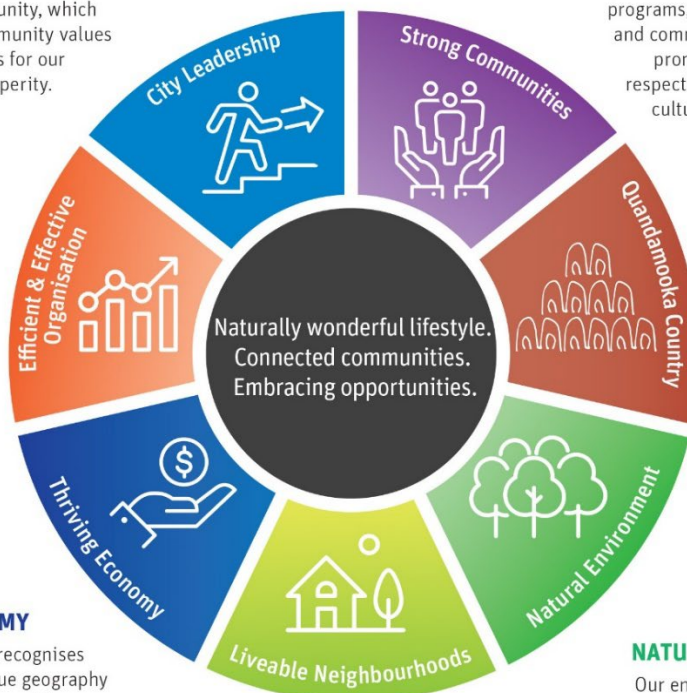 unity, which
munity values
s for our
perity.
programs,
and comm
pron
respect
cultu
City Leadership
Strong Communities
Quandamooka Country
Natural Environment
Liveable Neighbourhoods
Thriving Economy
$
Efficient & Effective
Organisation
Naturally wonderful lifestyle.
Connected communities.
Embracing opportunities.
MY
recognises
ue geography
NATU
Our en